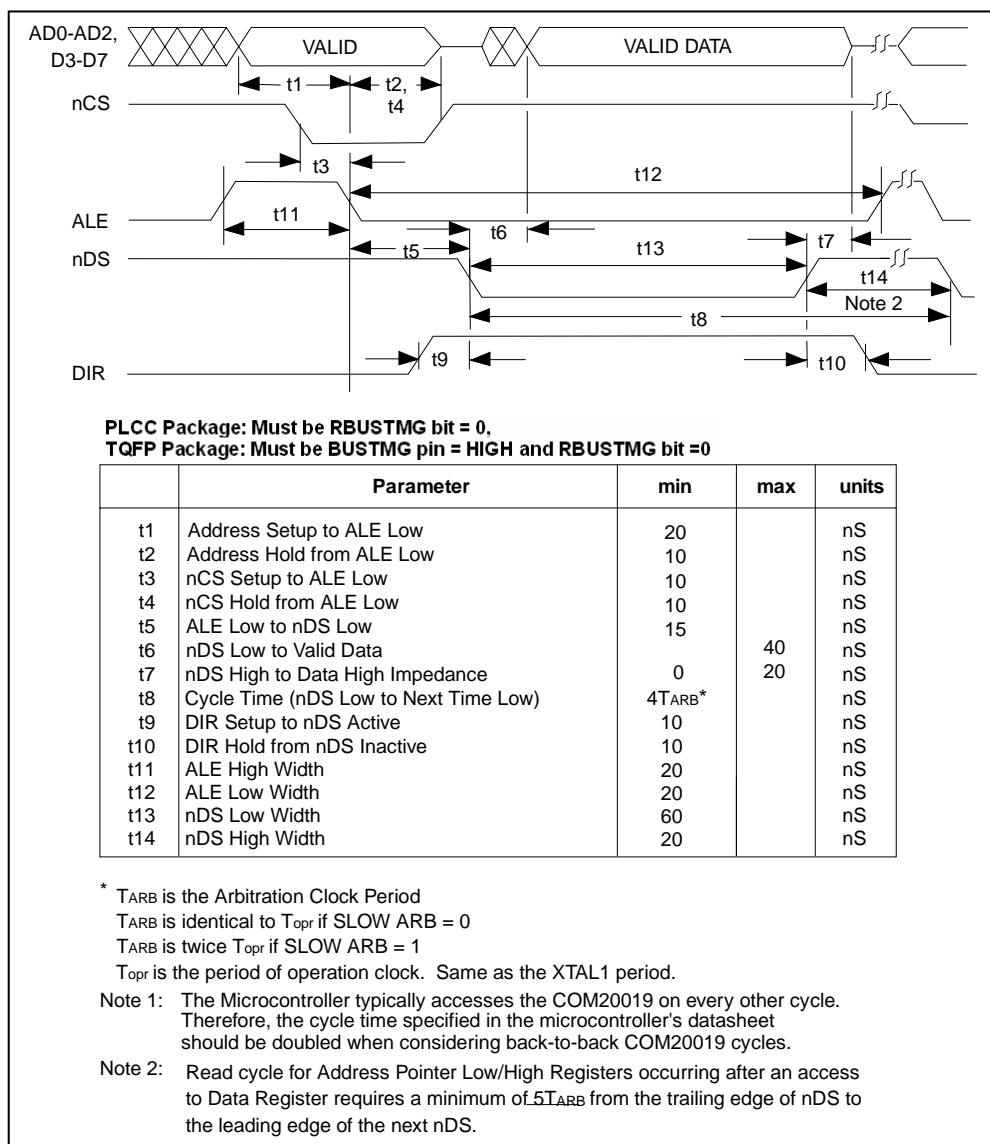 AD0-AD2,
D3-D7
VALID
VALID DATA
t1
t2,
t4
nCS
t3
t12
ALE
t11
t6
t7
t5
t13
nDS
t14
Note 2
t8
t9
t10
DIR
PLCC Package: Must be RBUSTMG bit = 0,
TQFP Package: Must be BUSTMG pin = HIGH and RBUSTMG bit =0
Parameter min max units
t1 Address Setup to ALE Low 20 nS
t2 Address Hold from ALE Low 10 nS
t3 nCS Setup to ALE Low 10 nS
t4 nCS Hold from ALE Low 10 nS
t5 ALE Low to nDS Low 15 nS
t6 nDS Low to Valid Data 40 nS
t7 nDS High to Data High Impedance 0 20 nS
t8 Cycle Time (nDS Low to Next Time Low) 4TARB* nS
t9 DIR Setup to nDS Active 10 nS
t10 DIR Hold from nDS Inactive 10 nS
t11 ALE High Width 20 nS
t12 ALE Low Width 20 nS
t13 nDS Low Width 60 nS
t14 nDS High Width 20 nS
* TARB is the Arbitration Clock Period
TARB is identical to Topr if SLOW ARB = 0
TARB is twice Topr if SLOW ARB = 1
Topr is the period of operation clock. Same as the XTAL1 period.
Note 1: The Microcontroller typically accesses the COM20019 on every other cycle.
Therefore, the cycle time specified in the microcontroller's datasheet
should be doubled when considering back-to-back COM20019 cycles.
Note 2: Read cycle for Address Pointer Low/High Registers occurring after an access
to Data Register requires a minimum of 5TARB from the trailing edge of nDS to
the leading edge of the next nDS.